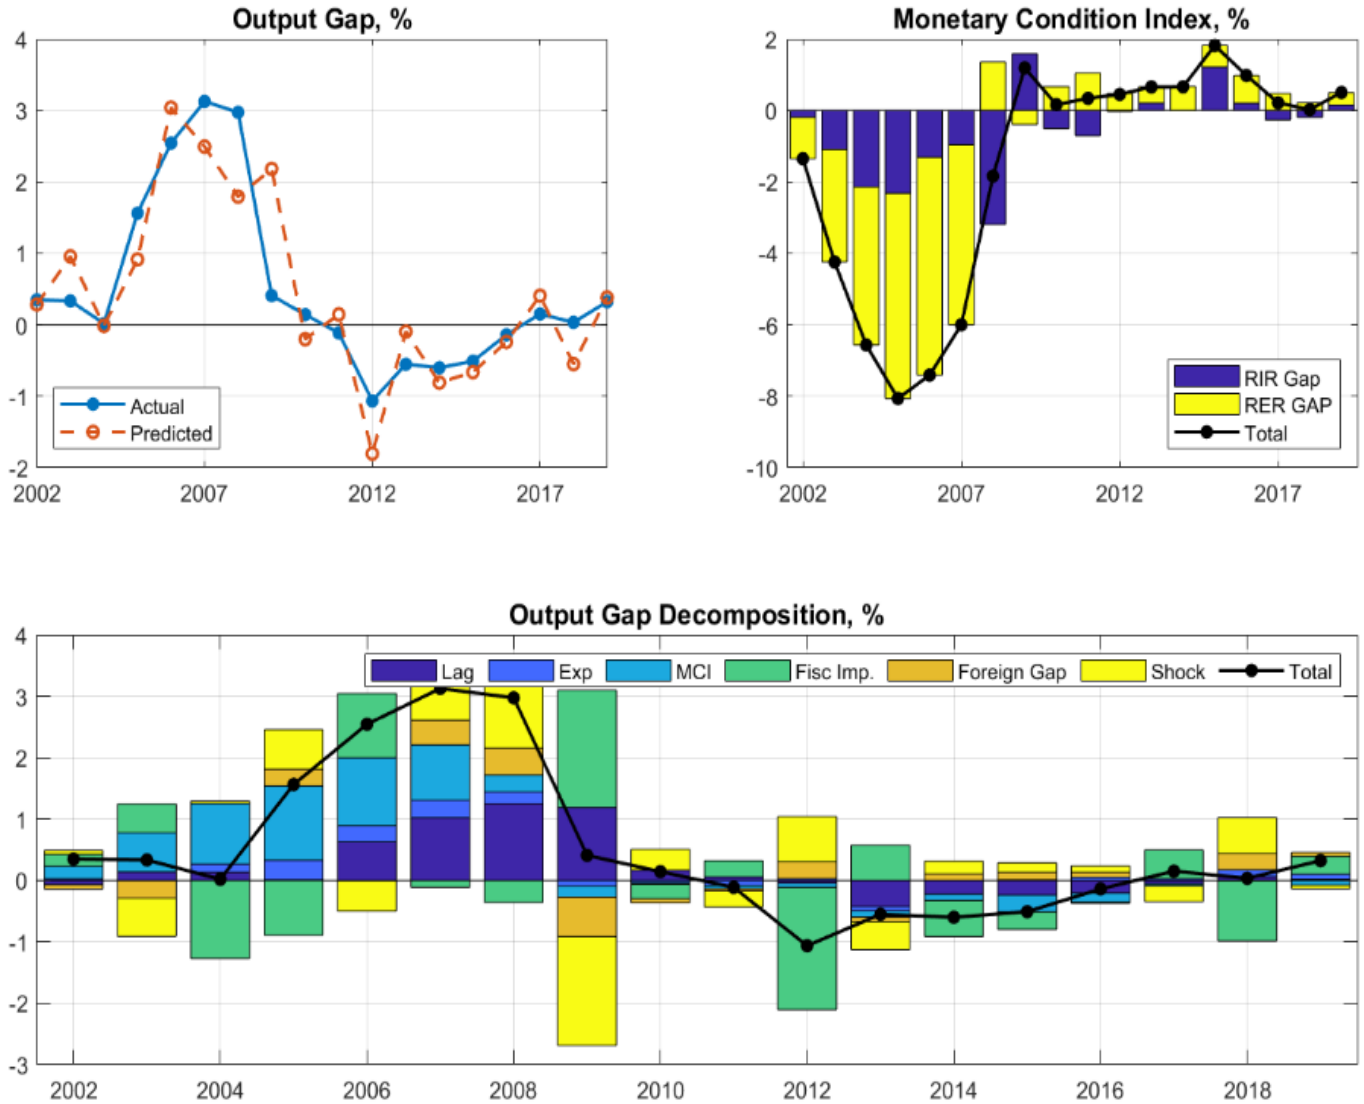 Output Gap, %
4
3
2
1
0
-1
-2
2002 2007 2012 2017
Actual
Predicted
Monetary Condition Index, %
2
0
-2
-4
-6
-8
-10
2002 2007 2012 2017
RIR Gap
RER GAP
Total
Output Gap Decomposition, %
4
3
2
1
0
-1
-2
-3
Lag Exp MCI Fisc Imp. Foreign Gap Shock Total
2002 2004 2006 2008 2010 2012 2014 2016 2018